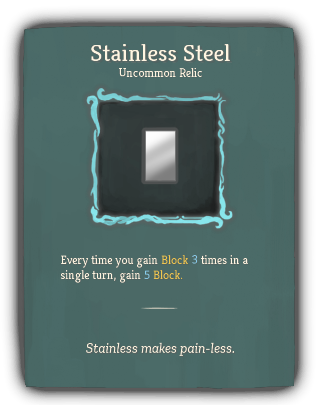 Stainless Steel
Uncommon Relic
Every time you gain Block 3 times in a
single turn, gain 5 Block.
Stainless makes pain-less.